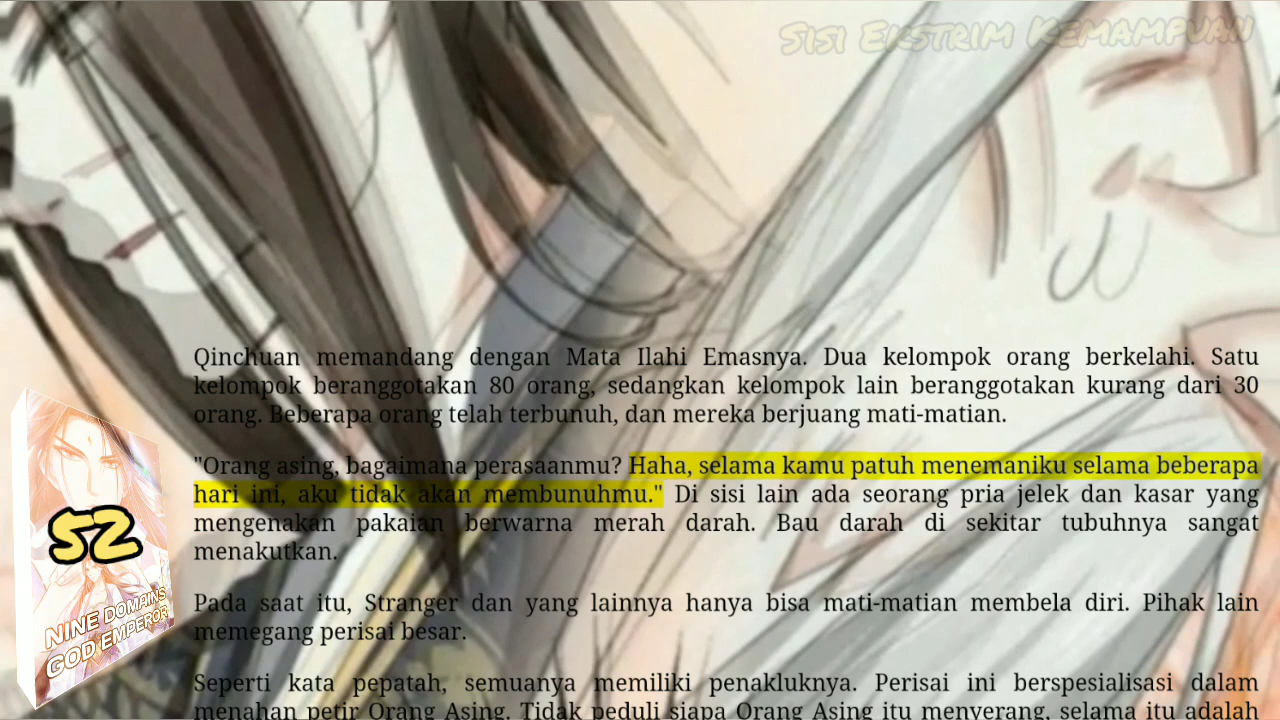 Sisi Ekstrim Kemampuan
Qinchuan memandang dengan Mata Ilahi Emasnya. Dua kelompok orang berkelahi. Satu
kelompok beranggotakan 80 orang, sedangkan kelompok lain beranggotakan kurang dari 30
orang. Beberapa orang telah terbunuh, dan mereka berjuang mati-matian.
"Orang asing, bagaimana perasaanmu? Haha, selama kamu patuh menemaniku selama beberapa
hari ini, aku tidak akan membunuhmu." Di sisi lain ada seorang pria jelek dan kasar yang
mengenakan pakaian berwarna merah darah. Bau darah di sekitar tubuhnya sangat
menakutkan.
Pada saat itu, Stranger dan yang lainnya hanya bisa mati-matian membela diri. Pihak lain
memegang perisai besar.
Seperti kata pepatah, semuanya memiliki penakluknya. Perisai ini berspesialisasi dalam
menahan petir Orang Asing. Tidak peduli siapa Orang Asing itu menyerang, selama itu adalah
52
NINE DOMAINS
GOD EMPEROR